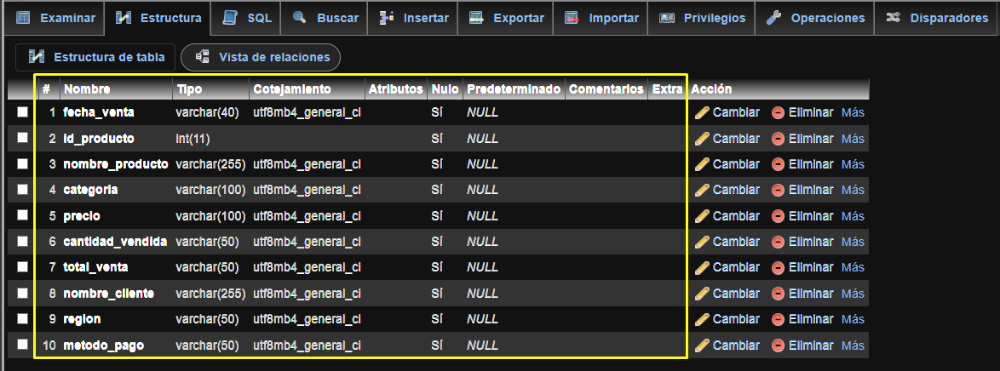 Examinar Estructura SQL Buscar Insertar Exportar Importar Privilegios Operaciones Disparadores
Estructura de tabla Vista de relaciones
# Nombre Tipo Cotejamiento Atributos Nulo Predeterminado Comentarios Extra Acción
1 fecha_venta varchar(40) utf8mb4_general_ci Sí NULL Cambiar Eliminar Más
2 id_producto int(11) Sí NULL Cambiar Eliminar Más
3 nombre_producto varchar(255) utf8mb4_general_ci Sí NULL Cambiar Eliminar Más
4 categoria varchar(100) utf8mb4_general_ci Sí NULL Cambiar Eliminar Más
5 precio varchar(100) utf8mb4_general_ci Sí NULL Cambiar Eliminar Más
6 cantidad_vendida varchar(50) utf8mb4_general_ci Sí NULL Cambiar Eliminar Más
7 total_venta varchar(50) utf8mb4_general_ci Sí NULL Cambiar Eliminar Más
8 nombre_cliente varchar(255) utf8mb4_general_ci Sí NULL Cambiar Eliminar Más
9 region varchar(50) utf8mb4_general_ci Sí NULL Cambiar Eliminar Más
10 metodo_pago varchar(50) utf8mb4_general_ci Sí NULL Cambiar Eliminar Más